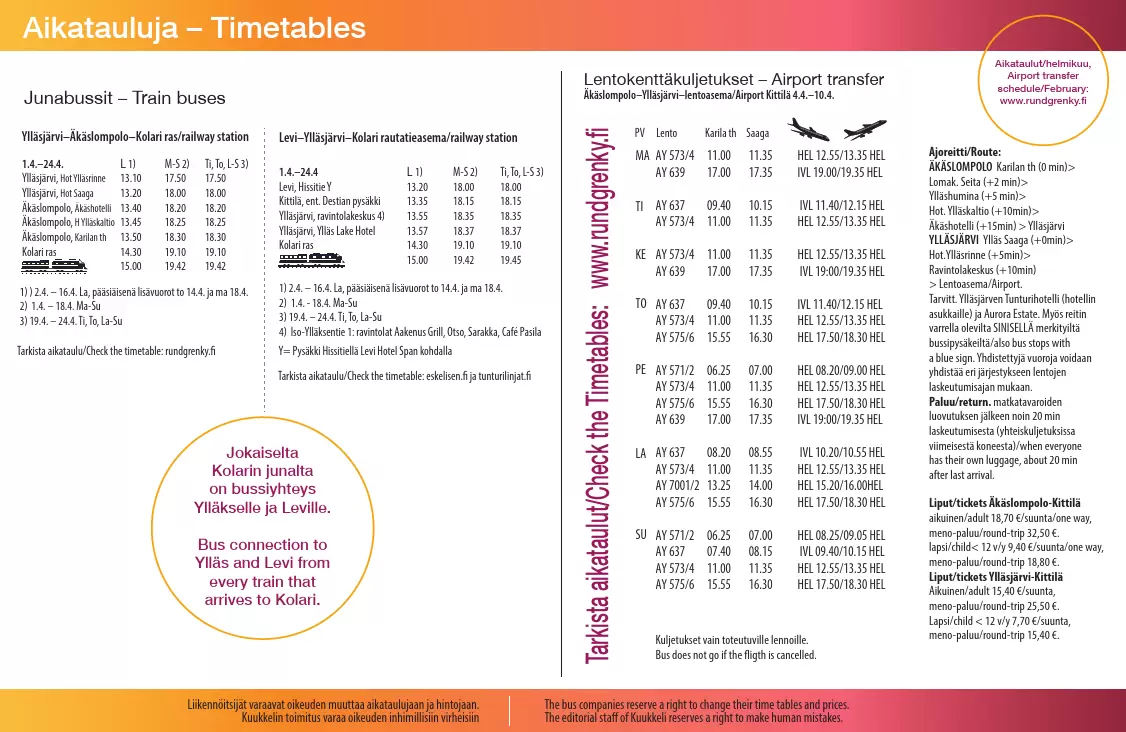 Aikatauluja – Timetables
Junabussit – Train buses
Ylläsjärvi–Äkäslompolo–Kolari ras/railway station
1.4.–24.4. L 1) M-S 2) Ti, To, L-S 3)
Ylläsjärvi, Hot Ylläsrinne 13.10 17.50 17.50
Ylläsjärvi, Hot Saaga 13.20 18.00 18.00
Äkäslompolo, Äkäshotelli 13.40 18.20 18.20
Äkäslompolo, H Ylläskaltio 13.45 18.25 18.25
Äkäslompolo, Karilan th 13.50 18.30 18.30
Kolari ras 14.30 19.10 19.10
15.00 19.42 19.42
1) ) 2.4. – 16.4. La, pääsiäisenä lisävuorot to 14.4. ja ma 18.4.
2) 1.4. – 18.4. Ma-Su
3) 19.4. – 24.4. Ti, To, La-Su
Tarkista aikataulu/Check the timetable: rundgrenky.fi
Levi–Ylläsjärvi–Kolari rautatieasema/railway station
1.4.–24.4 L 1) M-S 2) Ti, To, L-S 3)
Levi, Hissitie Y 13.20 18.00 18.00
Kittilä, ent. Destian pysäkki 13.35 18.15 18.15
Ylläsjärvi, ravintolakeskus 4) 13.55 18.35 18.35
Ylläsjärvi, Ylläs Lake Hotel 13.57 18.37 18.37
Kolari ras 14.30 19.10 19.10
15.00 19.42 19.45
1) 2.4. – 16.4. La, pääsiäisenä lisävuorot to 14.4. ja ma 18.4.
2) 1.4. - 18.4. Ma-Su
3) 19.4. – 24.4. Ti, To, La-Su
4) Iso-Ylläksentie 1: ravintolat Aakenus Grill, Otso, Sarakka, Café Pasila
Y= Pysäkki Hissitiellä Levi Hotel Span kohdalla
Tarkista aikataulu/Check the timetable: eskelisen.fi ja tunturilinjat.fi
Jokaiselta
Kolarin junalta
on bussiyhteys
Ylläkselle ja Leville.
Bus connection to
Ylläs and Levi from
every train that
arrives to Kolari.
Lentokenttäkuljetukset – Airport transfer
Äkäslompolo–Ylläsjärvi–lentoasema/Airport Kittilä 4.4.–10.4.
Tarkista aikataulut/Check the Timetables: www.rundgrenky.fi
PV Lento Karila th Saaga
MA AY 573/4 11.00 11.35 HEL 12.55/13.35 HEL
AY 639 17.00 17.35 IVL 19.00/19.35 HEL
TI AY 637 09.40 10.15 IVL 11.40/12.15 HEL
AY 573/4 11.00 11.35 HEL 12.55/13.35 HEL
KE AY 573/4 11.00 11.35 HEL 12.55/13.35 HEL
AY 639 17.00 17.35 IVL 19:00/19.35 HEL
TO AY 637 09.40 10.15 IVL 11.40/12.15 HEL
AY 573/4 11.00 11.35 HEL 12.55/13.35 HEL
AY 575/6 15.55 16.30 HEL 17.50/18.30 HEL
PE AY 571/2 06.25 07.00 HEL 08.20/09.00 HEL
AY 573/4 11.00 11.35 HEL 12.55/13.35 HEL
AY 575/6 15.55 16.30 HEL 17.50/18.30 HEL
AY 639 17.00 17.35 IVL 19:00/19.35 HEL
LA AY 637 08.20 08.55 IVL 10.20/10.55 HEL
AY 573/4 11.00 11.35 HEL 12.55/13.35 HEL
AY 7001/2 13.25 14.00 HEL 15.20/16.00HEL
AY 575/6 15.55 16.30 HEL 17.50/18.30 HEL
SU AY 571/2 06.25 07.00 HEL 08.25/09.05 HEL
AY 637 07.40 08.15 IVL 09.40/10.15 HEL
AY 573/4 11.00 11.35 HEL 12.55/13.35 HEL
AY 575/6 15.55 16.30 HEL 17.50/18.30 HEL
Kuljetukset vain toteutuville lennoille.
Bus does not go if the fligth is cancelled.
Aikataulut/helmikuu,
Airport transfer
schedule/February:
www.rundgrenky.fi
Ajoreitti/Route:
ÄKÄSLOMPOLO Karilan th (0 min)>
Lomak. Seita (+2 min)>
Ylläshumina (+5 min)>
Hot. Ylläskaltio (+10min)>
Äkäshotelli (+15min) > Ylläsjärvi
YLLÄSJÄRVI Ylläs Saaga (+0min)>
Hot.Ylläsrinne (+5min)>
Ravintolakeskus (+10min)
> Lentoasema/Airport.
Tarvitt. Ylläsjärven Tunturihotelli (hotellin
asukkaille) ja Aurora Estate. Myös reitin
varrella olevilta SINISELLÄ merkityiltä
bussipysäkeiltä/also bus stops with
a blue sign. Yhdistettyjä vuoroja voidaan
yhdistää eri järjestykseen lentojen
laskeutumisajan mukaan.
Paluu/return. matkatavaroiden
luovutuksen jälkeen noin 20 min
laskeutumisesta (yhteiskuljetuksissa
viimeisestä koneesta)/when everyone
has their own luggage, about 20 min
after last arrival.
Liput/tickets Äkäslompolo-Kittilä
aikuinen/adult 18,70 €/suunta/one way,
meno-paluu/round-trip 32,50 €.
lapsi/child< 12 v/y 9,40 €/suunta/one way,
meno-paluu/round-trip 18,80 €.
Liput/tickets Ylläsjärvi-Kittilä
Aikuinen/adult 15,40 €/suunta,
meno-paluu/round-trip 25,50 €.
Lapsi/child < 12 v/y 7,70 €/suunta,
meno-paluu/round-trip 15,40 €.
Liikennöitsijät varaavat oikeuden muuttaa aikataulujaan ja hintojaan.
Kuukkelin toimitus varaa oikeuden inhimillisiin virheisiin
The bus companies reserve a right to change their time tables and prices.
The editorial staff of Kuukkeli reserves a right to make human mistakes.